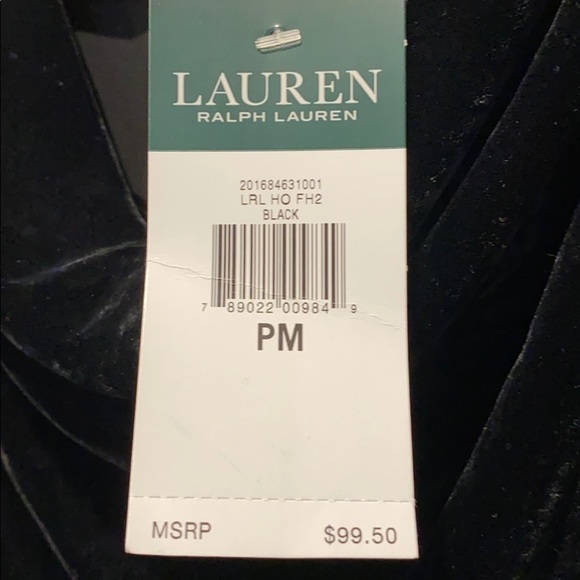 LAUREN
RALPH LAUREN
201684631001
LRL HO FH2
BLACK
7 89022 00984 9
PM
MSRP $99.50